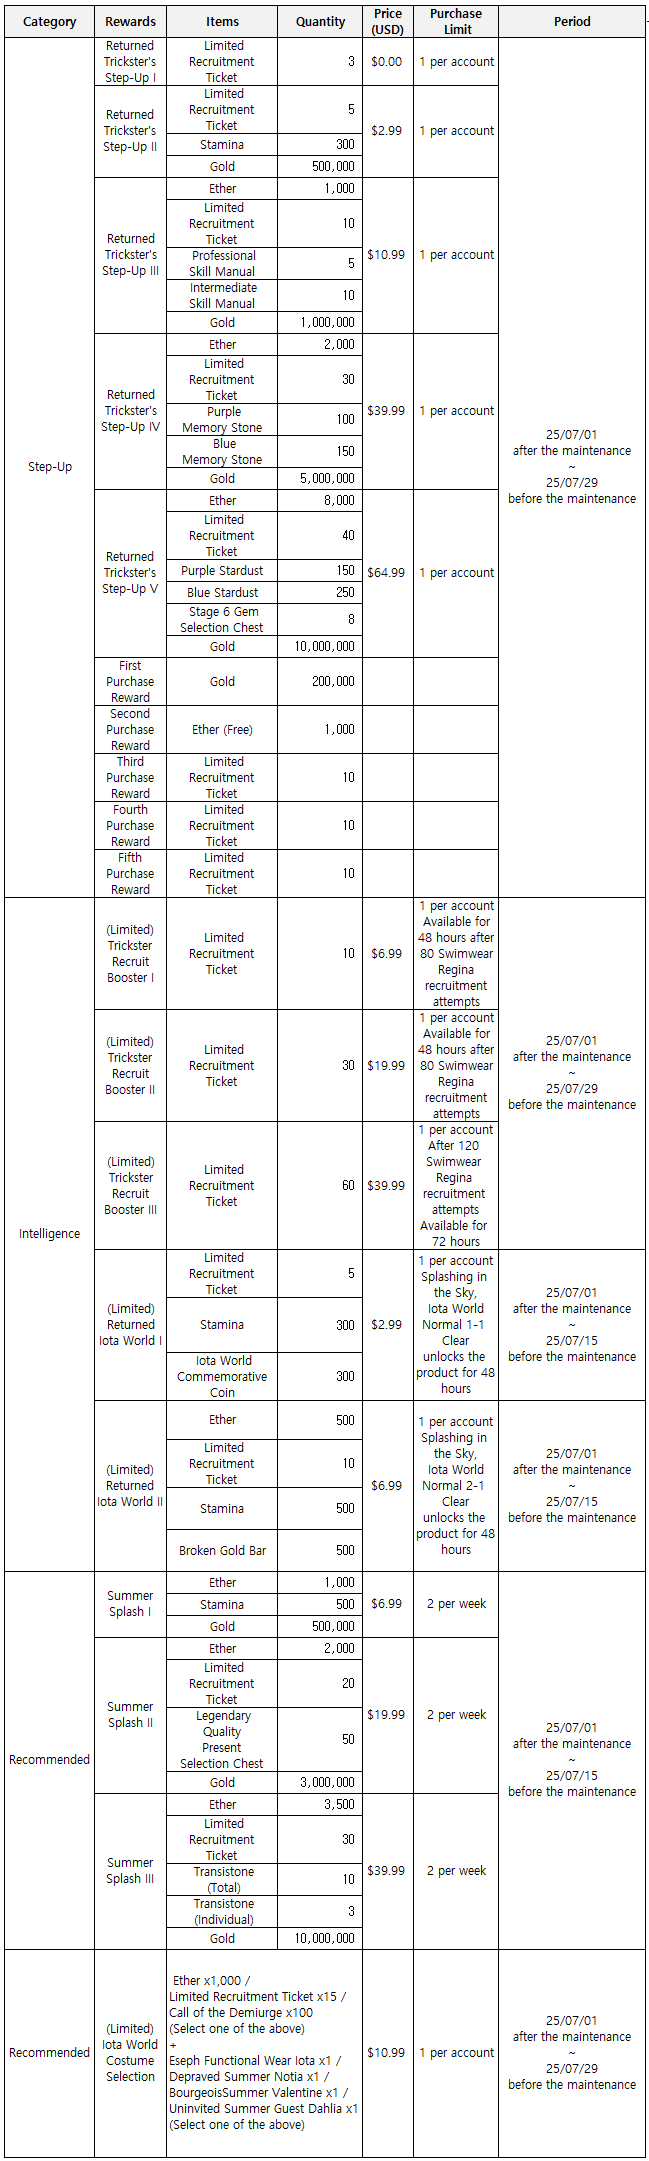 Category
Rewards
Items
Quantity
Price
(USD)
Purchase
Limit
Period
Step-Up
Returned
Trickster's
Step-Up I
Limited
Recruitment
Ticket
3
$0.00
1 per account
25/07/01
after the maintenance
~
25/07/29
before the maintenance
Returned
Trickster's
Step-Up II
Limited
Recruitment
Ticket
5
$2.99
1 per account
Stamina
300
Gold
500,000
Returned
Trickster's
Step-Up III
Ether
1,000
$10.99
1 per account
Limited
Recruitment
Ticket
10
Professional
Skill Manual
5
Intermediate
Skill Manual
10
Gold
1,000,000
Returned
Trickster's
Step-Up IV
Ether
2,000
$39.99
1 per account
Limited
Recruitment
Ticket
30
Purple
Memory Stone
100
Blue
Memory Stone
150
Gold
5,000,000
Returned
Trickster's
Step-Up V
Ether
8,000
$64.99
1 per account
Limited
Recruitment
Ticket
40
Purple Stardust
150
Blue Stardust
250
Stage 6 Gem
Selection Chest
8
Gold
10,000,000
First
Purchase
Reward
Gold
200,000
Second
Purchase
Reward
Ether (Free)
1,000
Third
Purchase
Reward
Limited
Recruitment
Ticket
10
Fourth
Purchase
Reward
Limited
Recruitment
Ticket
10
Fifth
Purchase
Reward
Limited
Recruitment
Ticket
10
Intelligence
(Limited)
Trickster
Recruit
Booster I
Limited
Recruitment
Ticket
10
$6.99
1 per account
Available for
48 hours after
80 Swimwear
Regina
recruitment
attempts
25/07/01
after the maintenance
~
25/07/29
before the maintenance
(Limited)
Trickster
Recruit
Booster II
Limited
Recruitment
Ticket
30
$19.99
1 per account
Available for
48 hours after
80 Swimwear
Regina
recruitment
attempts
(Limited)
Trickster
Recruit
Booster III
Limited
Recruitment
Ticket
60
$39.99
1 per account
After 120
Swimwear
Regina
recruitment
attempts
Available for
72 hours
(Limited)
Returned
Iota World I
Limited
Recruitment
Ticket
5
$2.99
1 per account
Splashing in
the Sky,
Iota World
Normal 1-1
Clear
unlocks the
product for 48
hours
25/07/01
after the maintenance
~
25/07/15
before the maintenance
Stamina
300
Iota World
Commemorative
Coin
300
(Limited)
Returned
Iota World II
Ether
500
$6.99
1 per account
Splashing in
the Sky,
Iota World
Normal 2-1
Clear
unlocks the
product for 48
hours
25/07/01
after the maintenance
~
25/07/15
before the maintenance
Limited
Recruitment
Ticket
10
Stamina
500
Broken Gold Bar
500
Recommended
Summer
Splash I
Ether
1,000
$6.99
2 per week
25/07/01
after the maintenance
~
25/07/15
before the maintenance
Stamina
500
Gold
500,000
Summer
Splash II
Ether
2,000
$19.99
2 per week
Limited
Recruitment
Ticket
20
Legendary
Quality
Present
Selection Chest
50
Gold
3,000,000
Summer
Splash III
Ether
3,500
$39.99
2 per week
Limited
Recruitment
Ticket
30
Transistone
(Total)
10
Transistone
(Individual)
3
Gold
10,000,000
Recommended
(Limited)
Iota World
Costume
Selection
Ether x1,000 /
Limited Recruitment Ticket x15 /
Call of the Demiurge x100
(Select one of the above)
+
Eseph Functional Wear Iota x1 /
Depraved Summer Notia x1 /
BourgeoisSummer Valentine x1 /
Uninvited Summer Guest Dahlia x1
(Select one of the above)
$10.99
1 per account
25/07/01
after the maintenance
~
25/07/29
before the maintenance